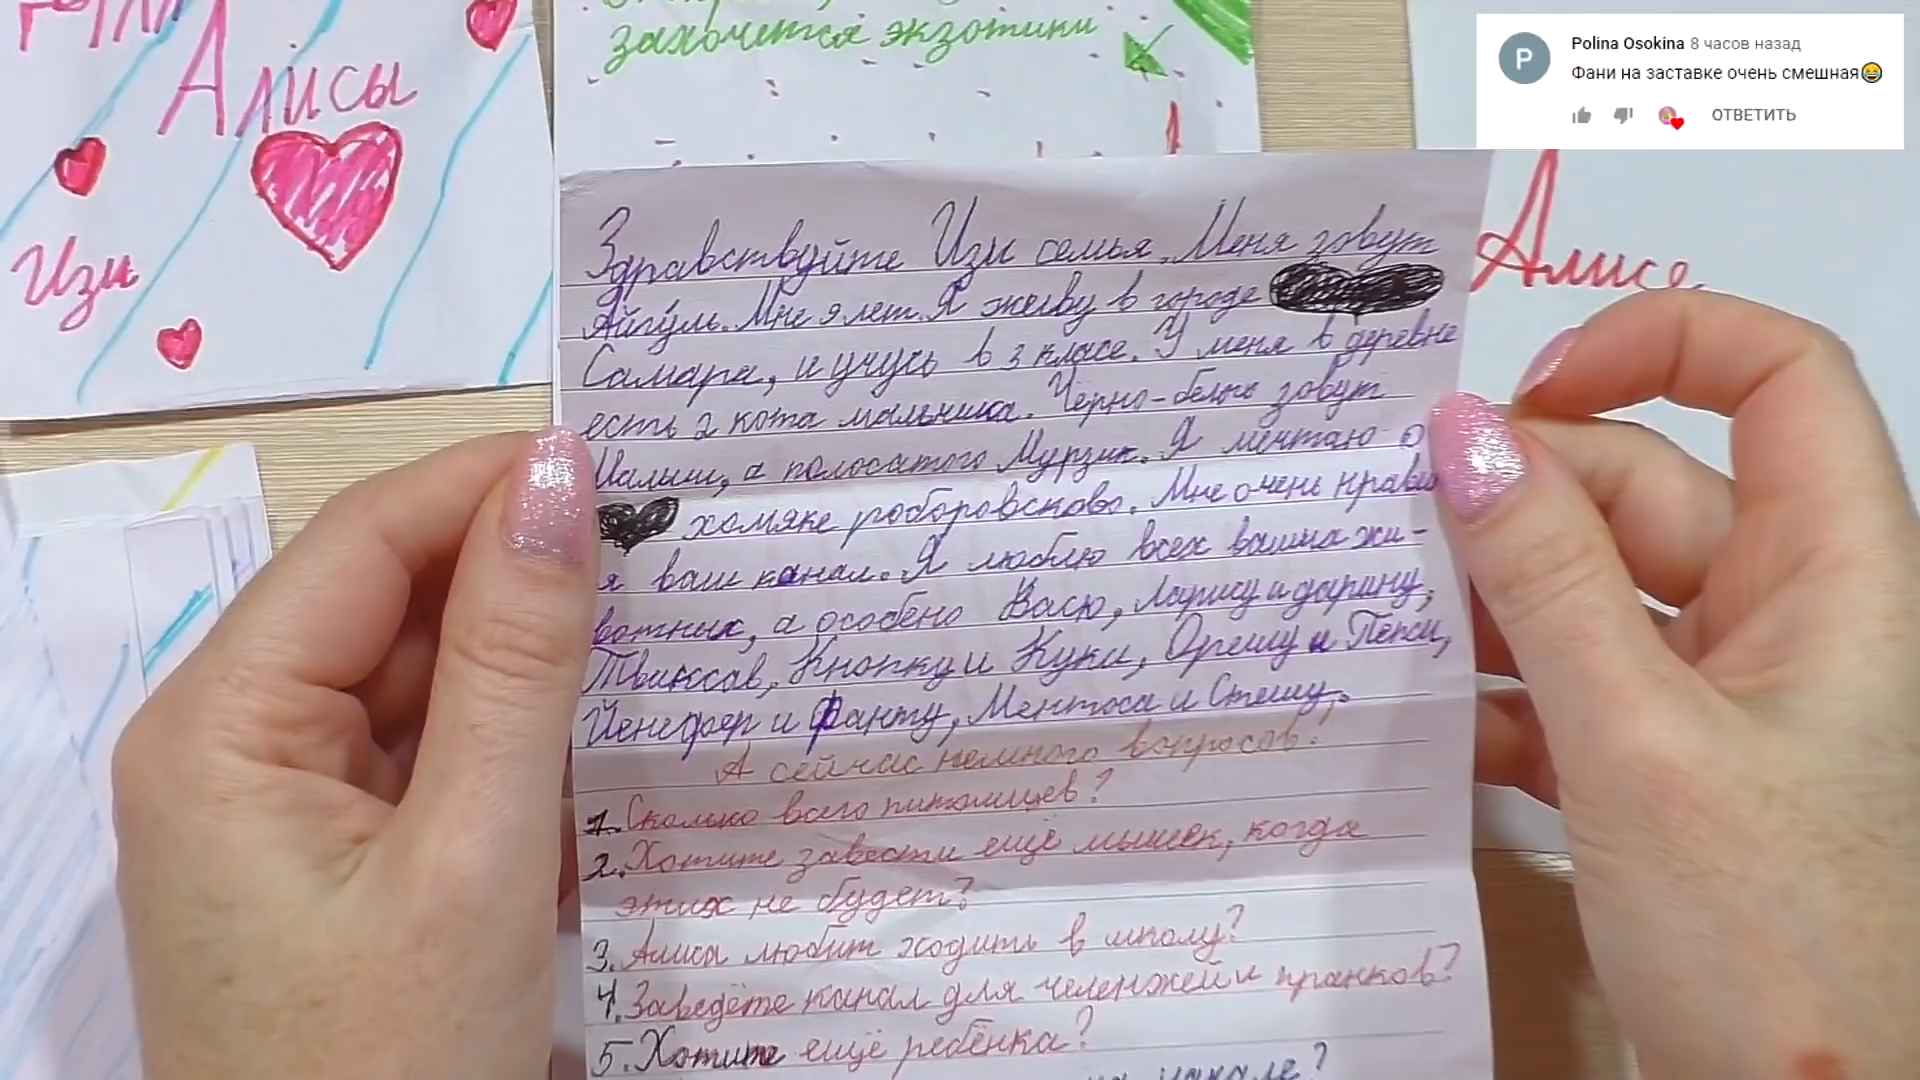 Алисы
Изи
захочется экзотики
Polina Osokina 8 часов назад
Фани на заставке очень смешная😂
ОТВЕТИТЬ
Алисе
Здравствуйте Изи семья. Меня зовут
Айгуль. Мне 9 лет. Я живу в городе
Самара, и учусь в 3 класе. У меня в деревне
есть 2 кота мальчика. Чёрно-белого зовут
Малыш, а полосатого Мурзик. Я мечтаю о
хомяке роборовсково. Мне очень нравит
я ваш канал. Я люблю всех ваших жи-
вотных, а особено Васю, Ларису и дарину,
Твиксов, Кнопку и Куки, Орешу и Пепси,
Йенефер и Фанту, Ментоса и Стешу.
А сейчас немного вопросов!
1. Сколько всего питомцев?
2. Хотите завести ещё мышек, когда
этих не будет?
3. Алиса любит ходить в школу?
4. Заведёте канал для челенжей и пранков?
5. Хотите ещё ребёнка?